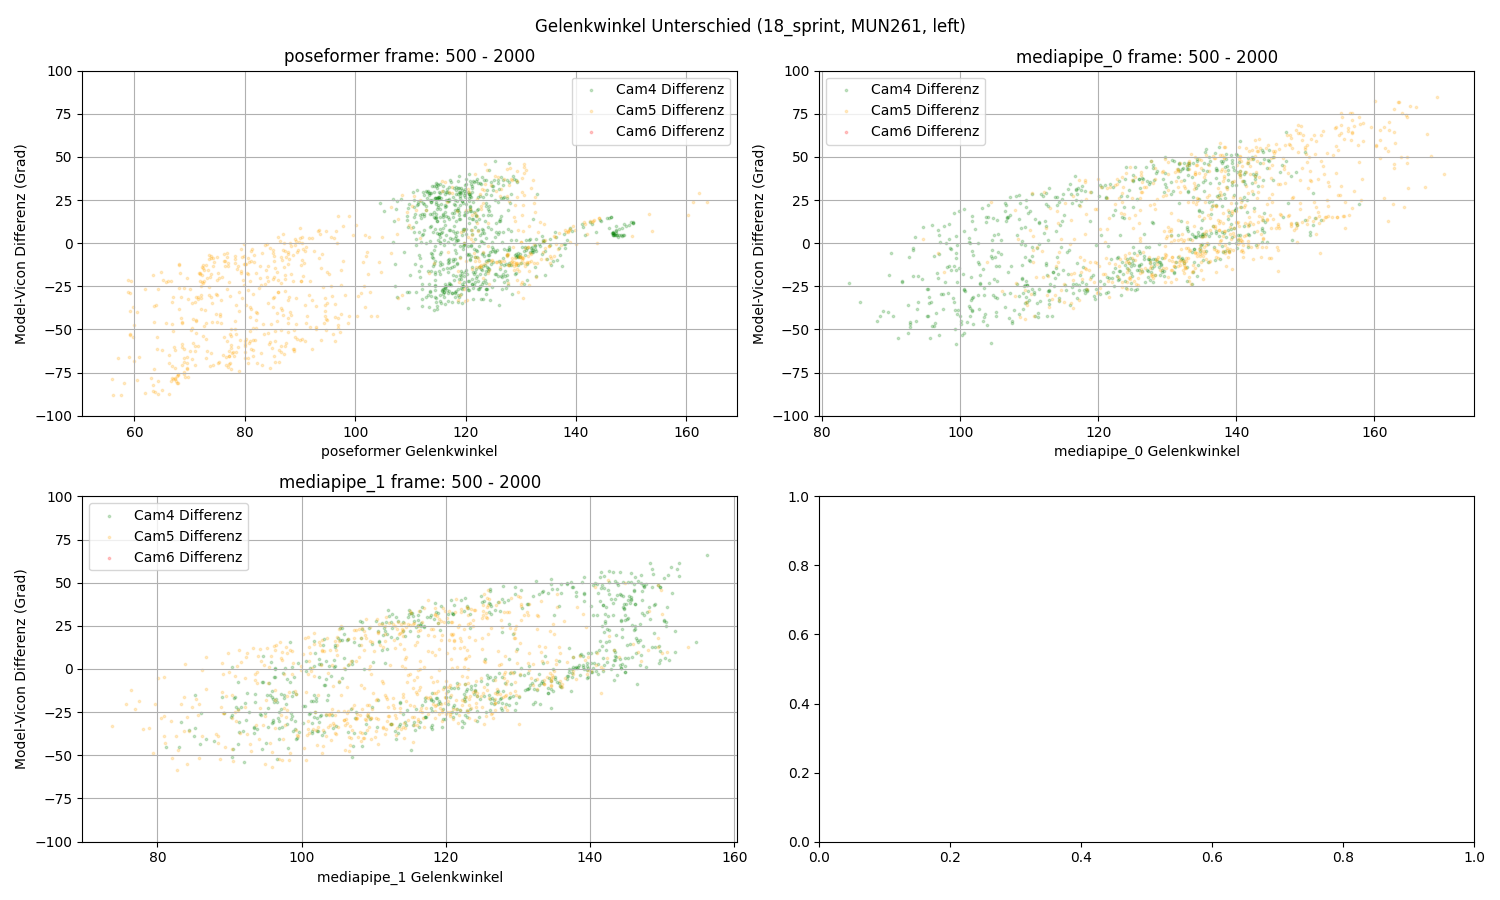 Gelenkwinkel Unterschied (18_sprint, MUN261, left)
poseformer frame: 500 - 2000
100
75
50
25
0
−25
−50
−75
−100
Model-Vicon Differenz (Grad)
Cam4 Differenz
Cam5 Differenz
Cam6 Differenz
60 80 100 120 140 160
poseformer Gelenkwinkel
mediapipe_0 frame: 500 - 2000
100
75
50
25
0
−25
−50
−75
−100
Model-Vicon Differenz (Grad)
Cam4 Differenz
Cam5 Differenz
Cam6 Differenz
80 100 120 140 160
mediapipe_0 Gelenkwinkel
mediapipe_1 frame: 500 - 2000
100
75
50
25
0
−25
−50
−75
−100
Model-Vicon Differenz (Grad)
Cam4 Differenz
Cam5 Differenz
Cam6 Differenz
80 100 120 140 160
mediapipe_1 Gelenkwinkel
1.0
0.8
0.6
0.4
0.2
0.0
0.0 0.2 0.4 0.6 0.8 1.0